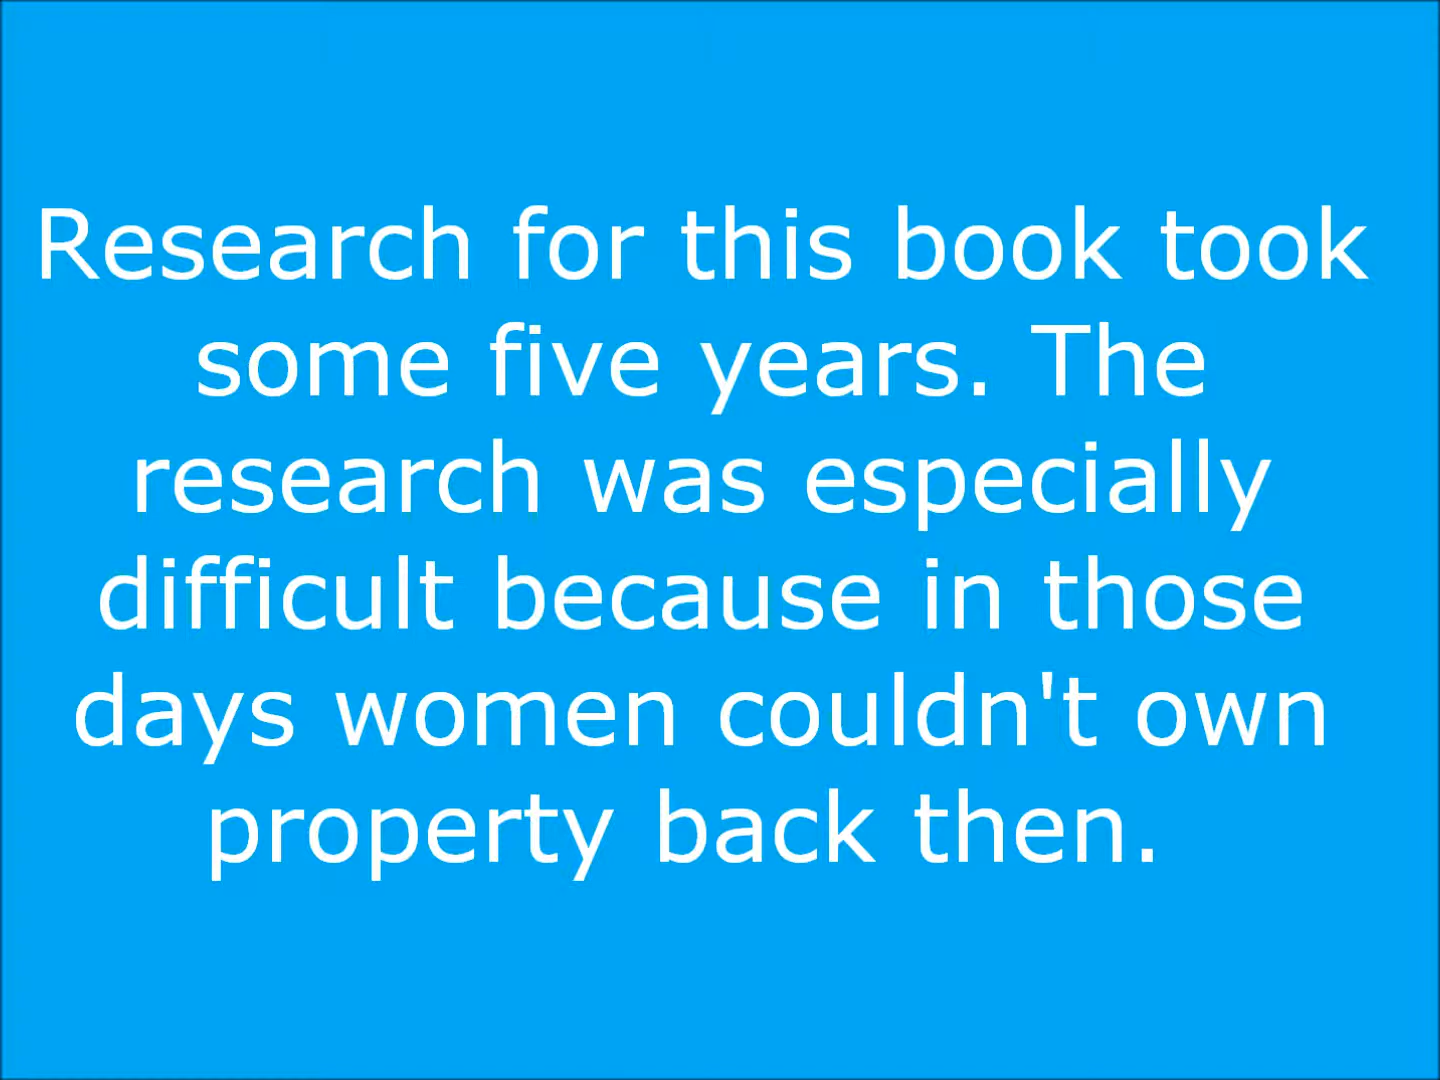 Research for this book took
some five years. The
research was especially
difficult because in those
days women couldn't own
property back then.